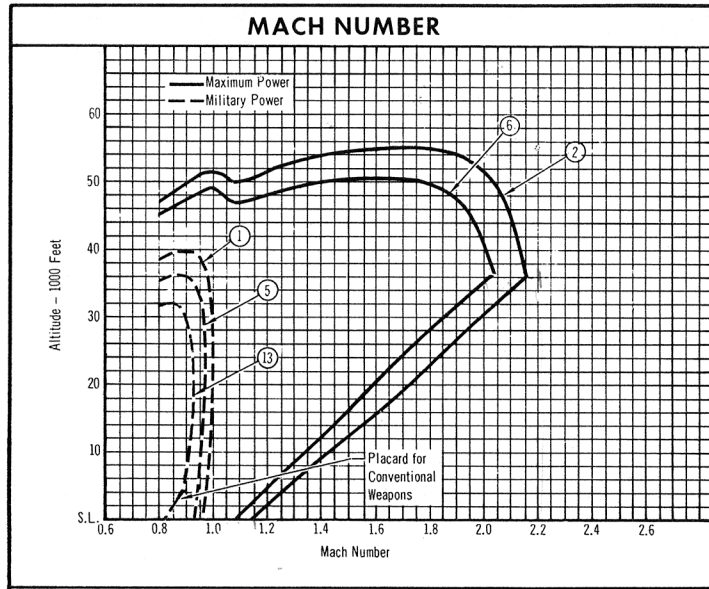 MACH NUMBER
Maximum Power
Military Power
60
50
40
30
20
10
S.L.
Altitude – 1000 Feet
6
2
1
5
13
Placard for
Conventional
Weapons
0.6
0.8
1.0
1.2
1.4
1.6
1.8
2.0
2.2
2.4
2.6
Mach Number